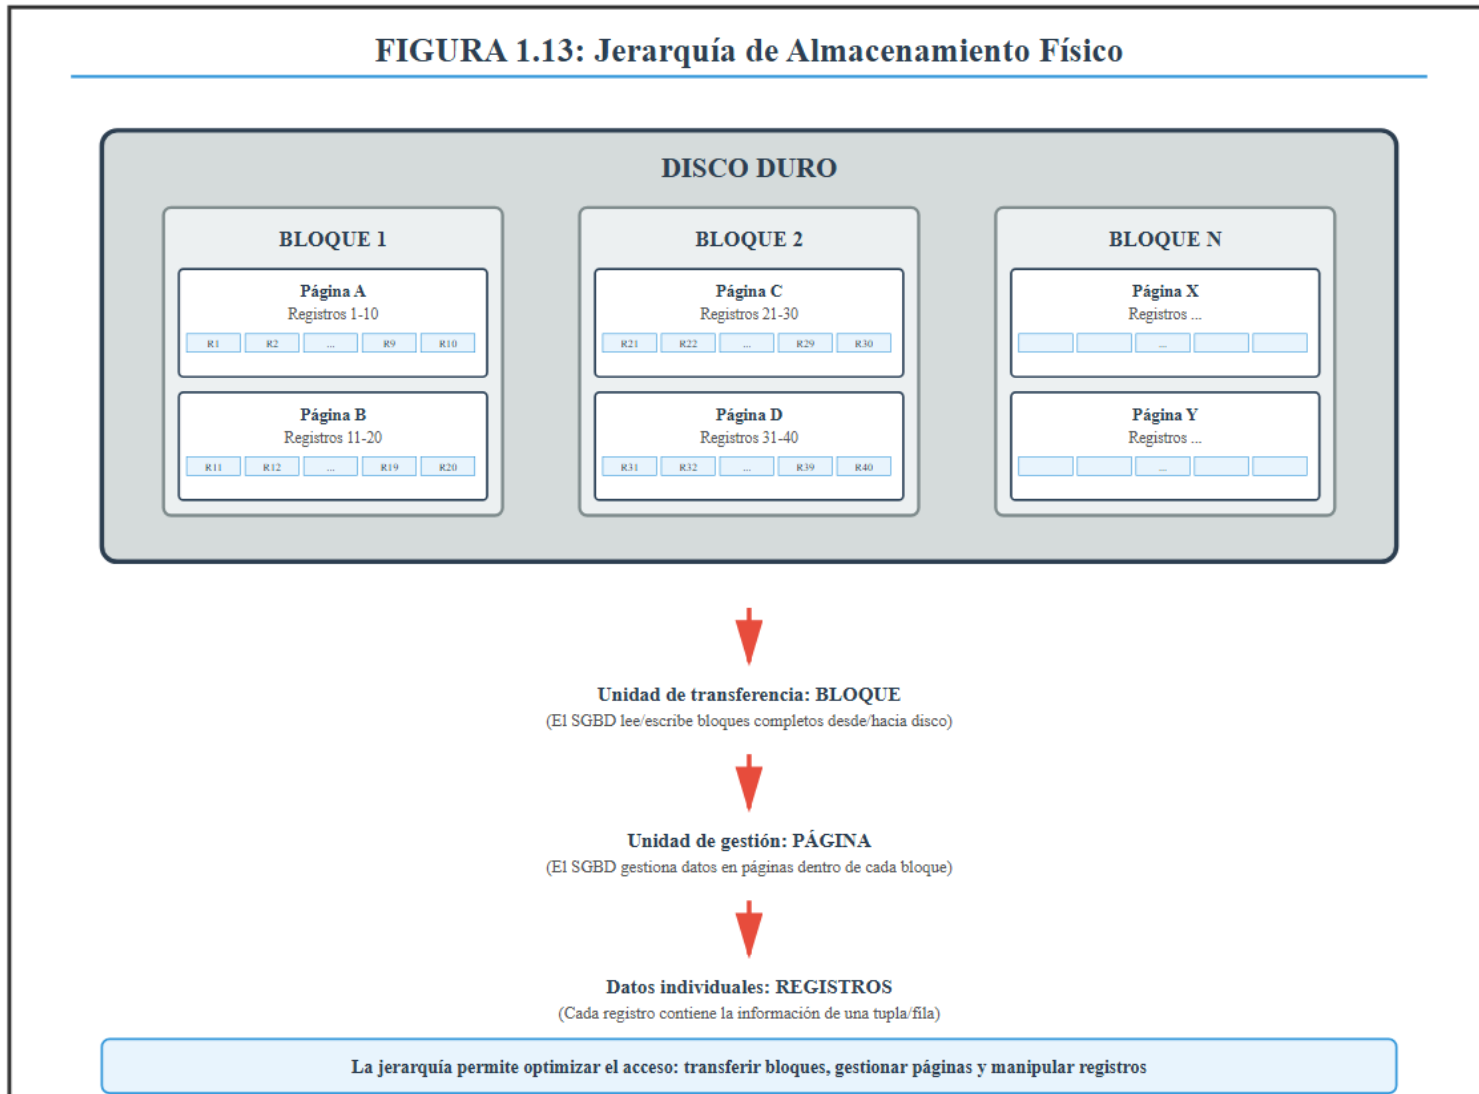 FIGURA 1.13: Jerarquía de Almacenamiento Físico
DISCO DURO
BLOQUE 1
Página A
Registros 1-10
R1 R2 ... R9 R10
Página B
Registros 11-20
R11 R12 ... R19 R20
BLOQUE 2
Página C
Registros 21-30
R21 R22 ... R29 R30
Página D
Registros 31-40
R31 R32 ... R39 R40
BLOQUE N
Página X
Registros ...
...
Página Y
Registros ...
...
Unidad de transferencia: BLOQUE
(El SGBD lee/escribe bloques completos desde/hacia disco)
Unidad de gestión: PÁGINA
(El SGBD gestiona datos en páginas dentro de cada bloque)
Datos individuales: REGISTROS
(Cada registro contiene la información de una tupla/fila)
La jerarquía permite optimizar el acceso: transferir bloques, gestionar páginas y manipular registros